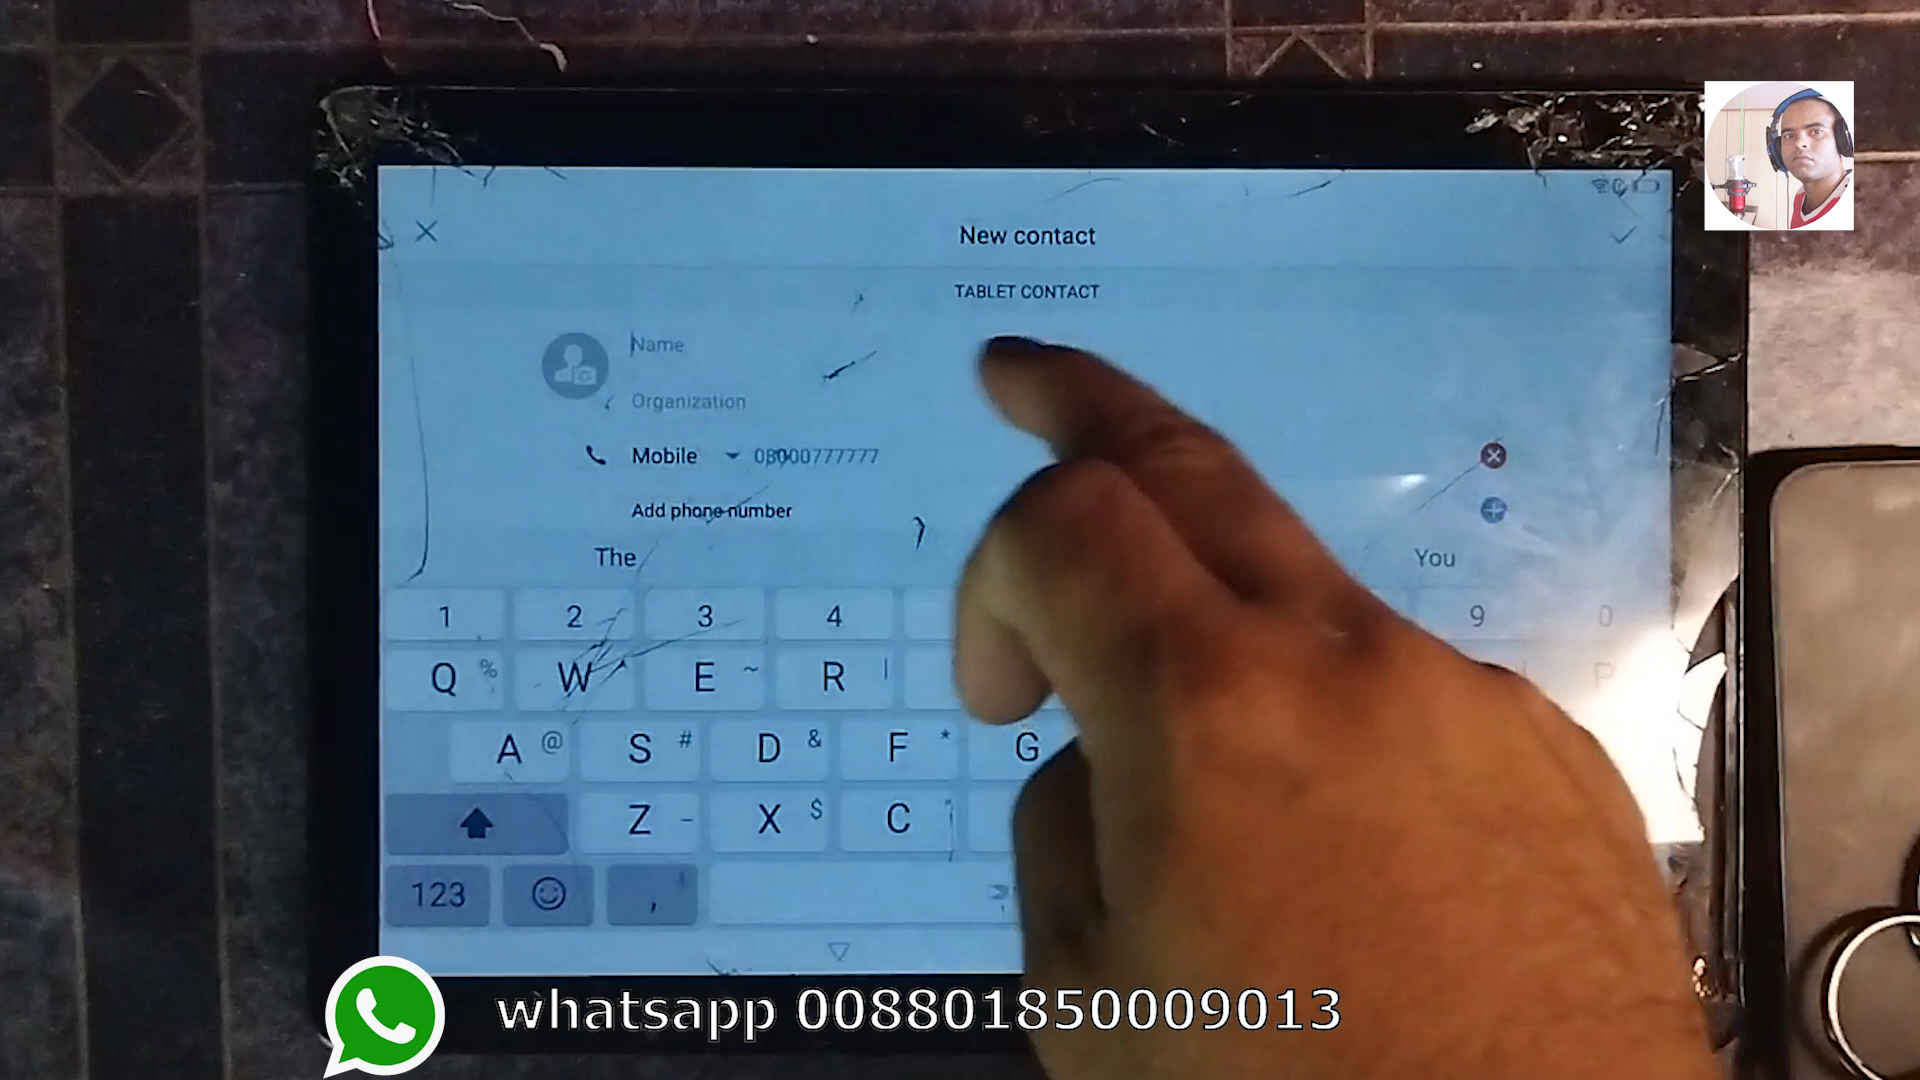 New contact
TABLET CONTACT
Name
Organization
Mobile 08000777777
Add phone number
The You
1 2 3 4 9 0
Q % W ^ E ~ R | P
A @ S # D & F * G
Z - X $ C "
123 ,
whatsapp 008801850009013